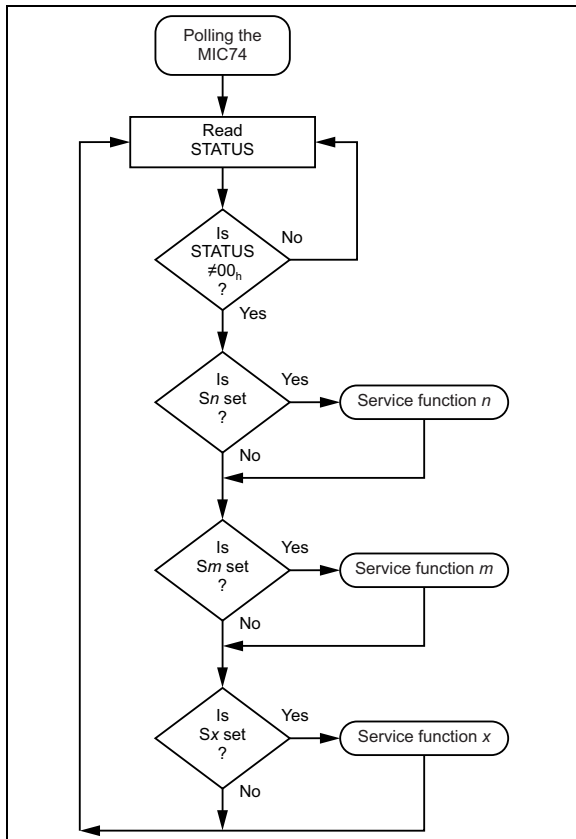 Polling the
MIC74
Read
STATUS
Is
STATUS
≠00h
?
No
Yes
Is
Sn set
?
Yes
Service function n
No
Is
Sm set
?
Yes
Service function m
No
Is
Sx set
?
Yes
Service function x
No